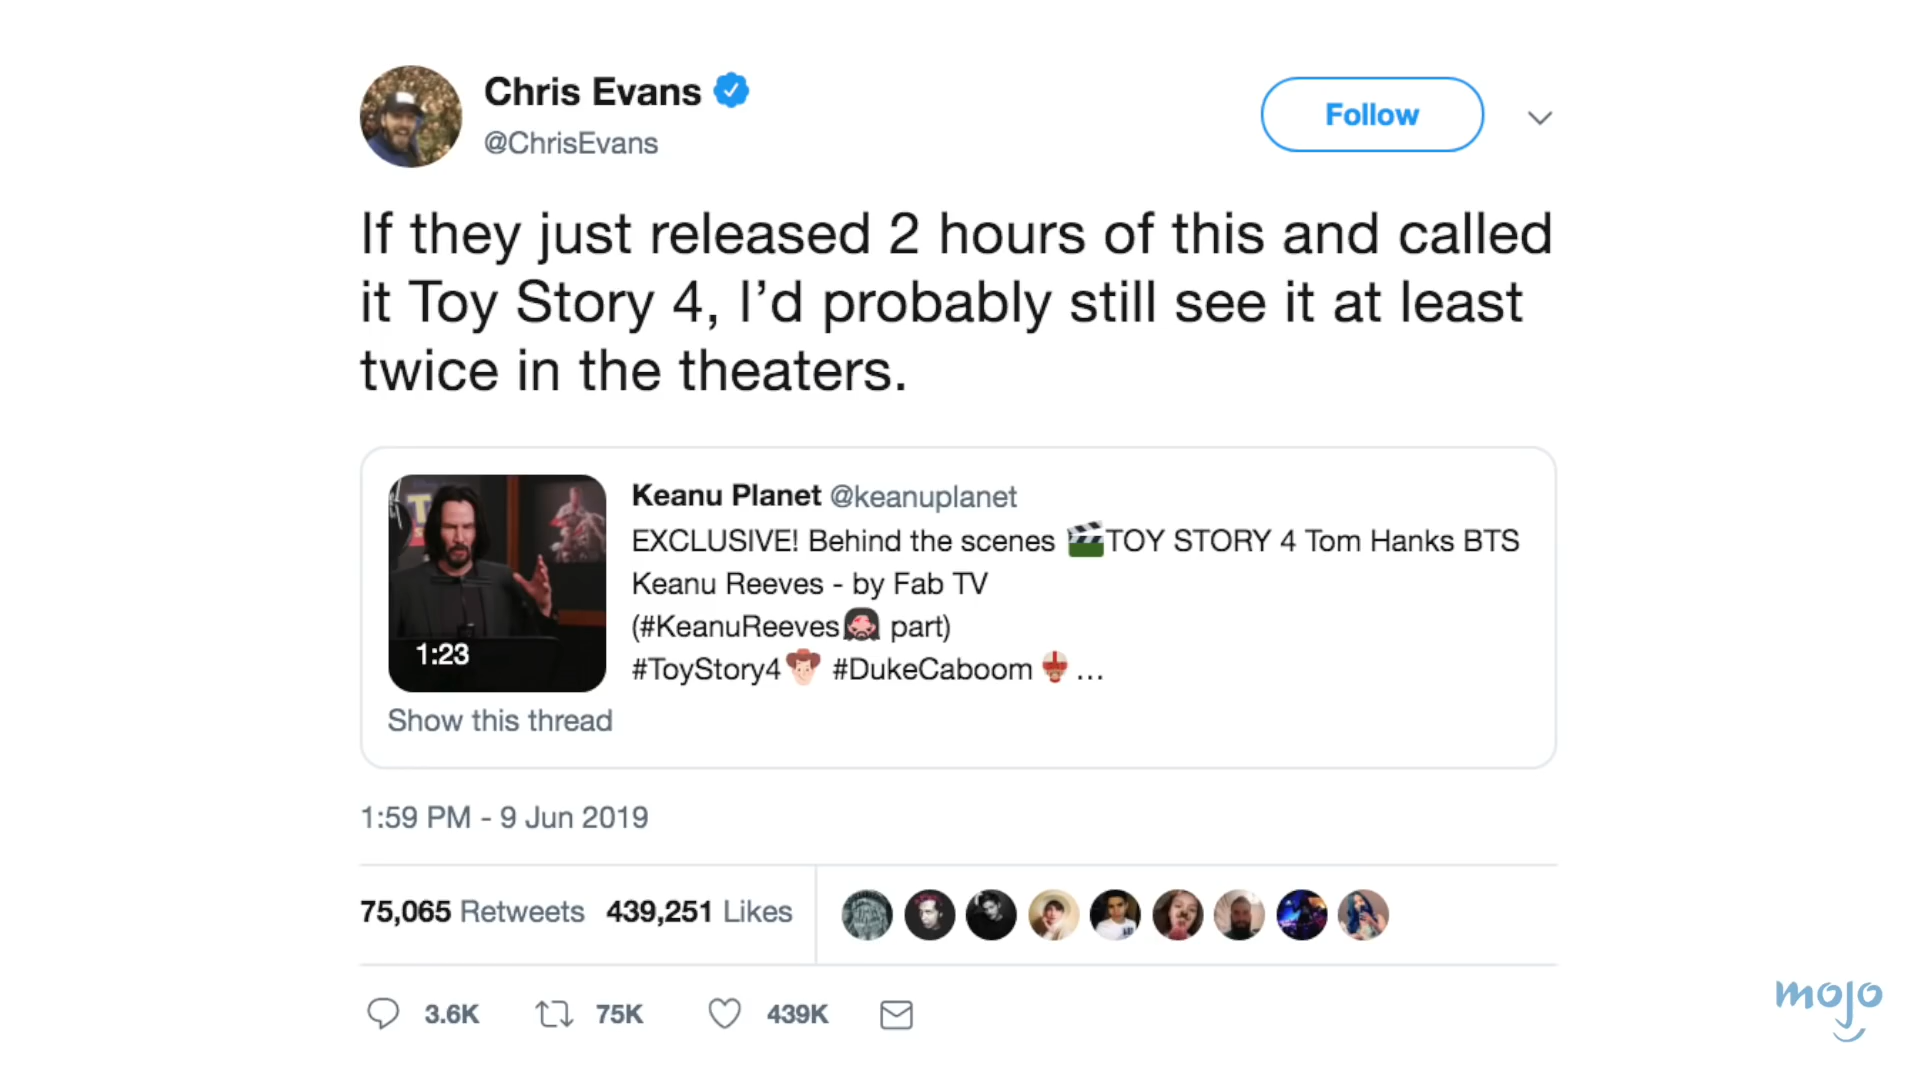 Chris Evans
@ChrisEvans
Follow
If they just released 2 hours of this and called
it Toy Story 4, I’d probably still see it at least
twice in the theaters.
Keanu Planet @keanuplanet
EXCLUSIVE! Behind the scenes 🎬TOY STORY 4 Tom Hanks BTS
Keanu Reeves - by Fab TV
(#KeanuReeves part)
#ToyStory4 #DukeCaboom ...
1:23
Show this thread
1:59 PM - 9 Jun 2019
75,065 Retweets 439,251 Likes
3.6K 75K 439K
mojo